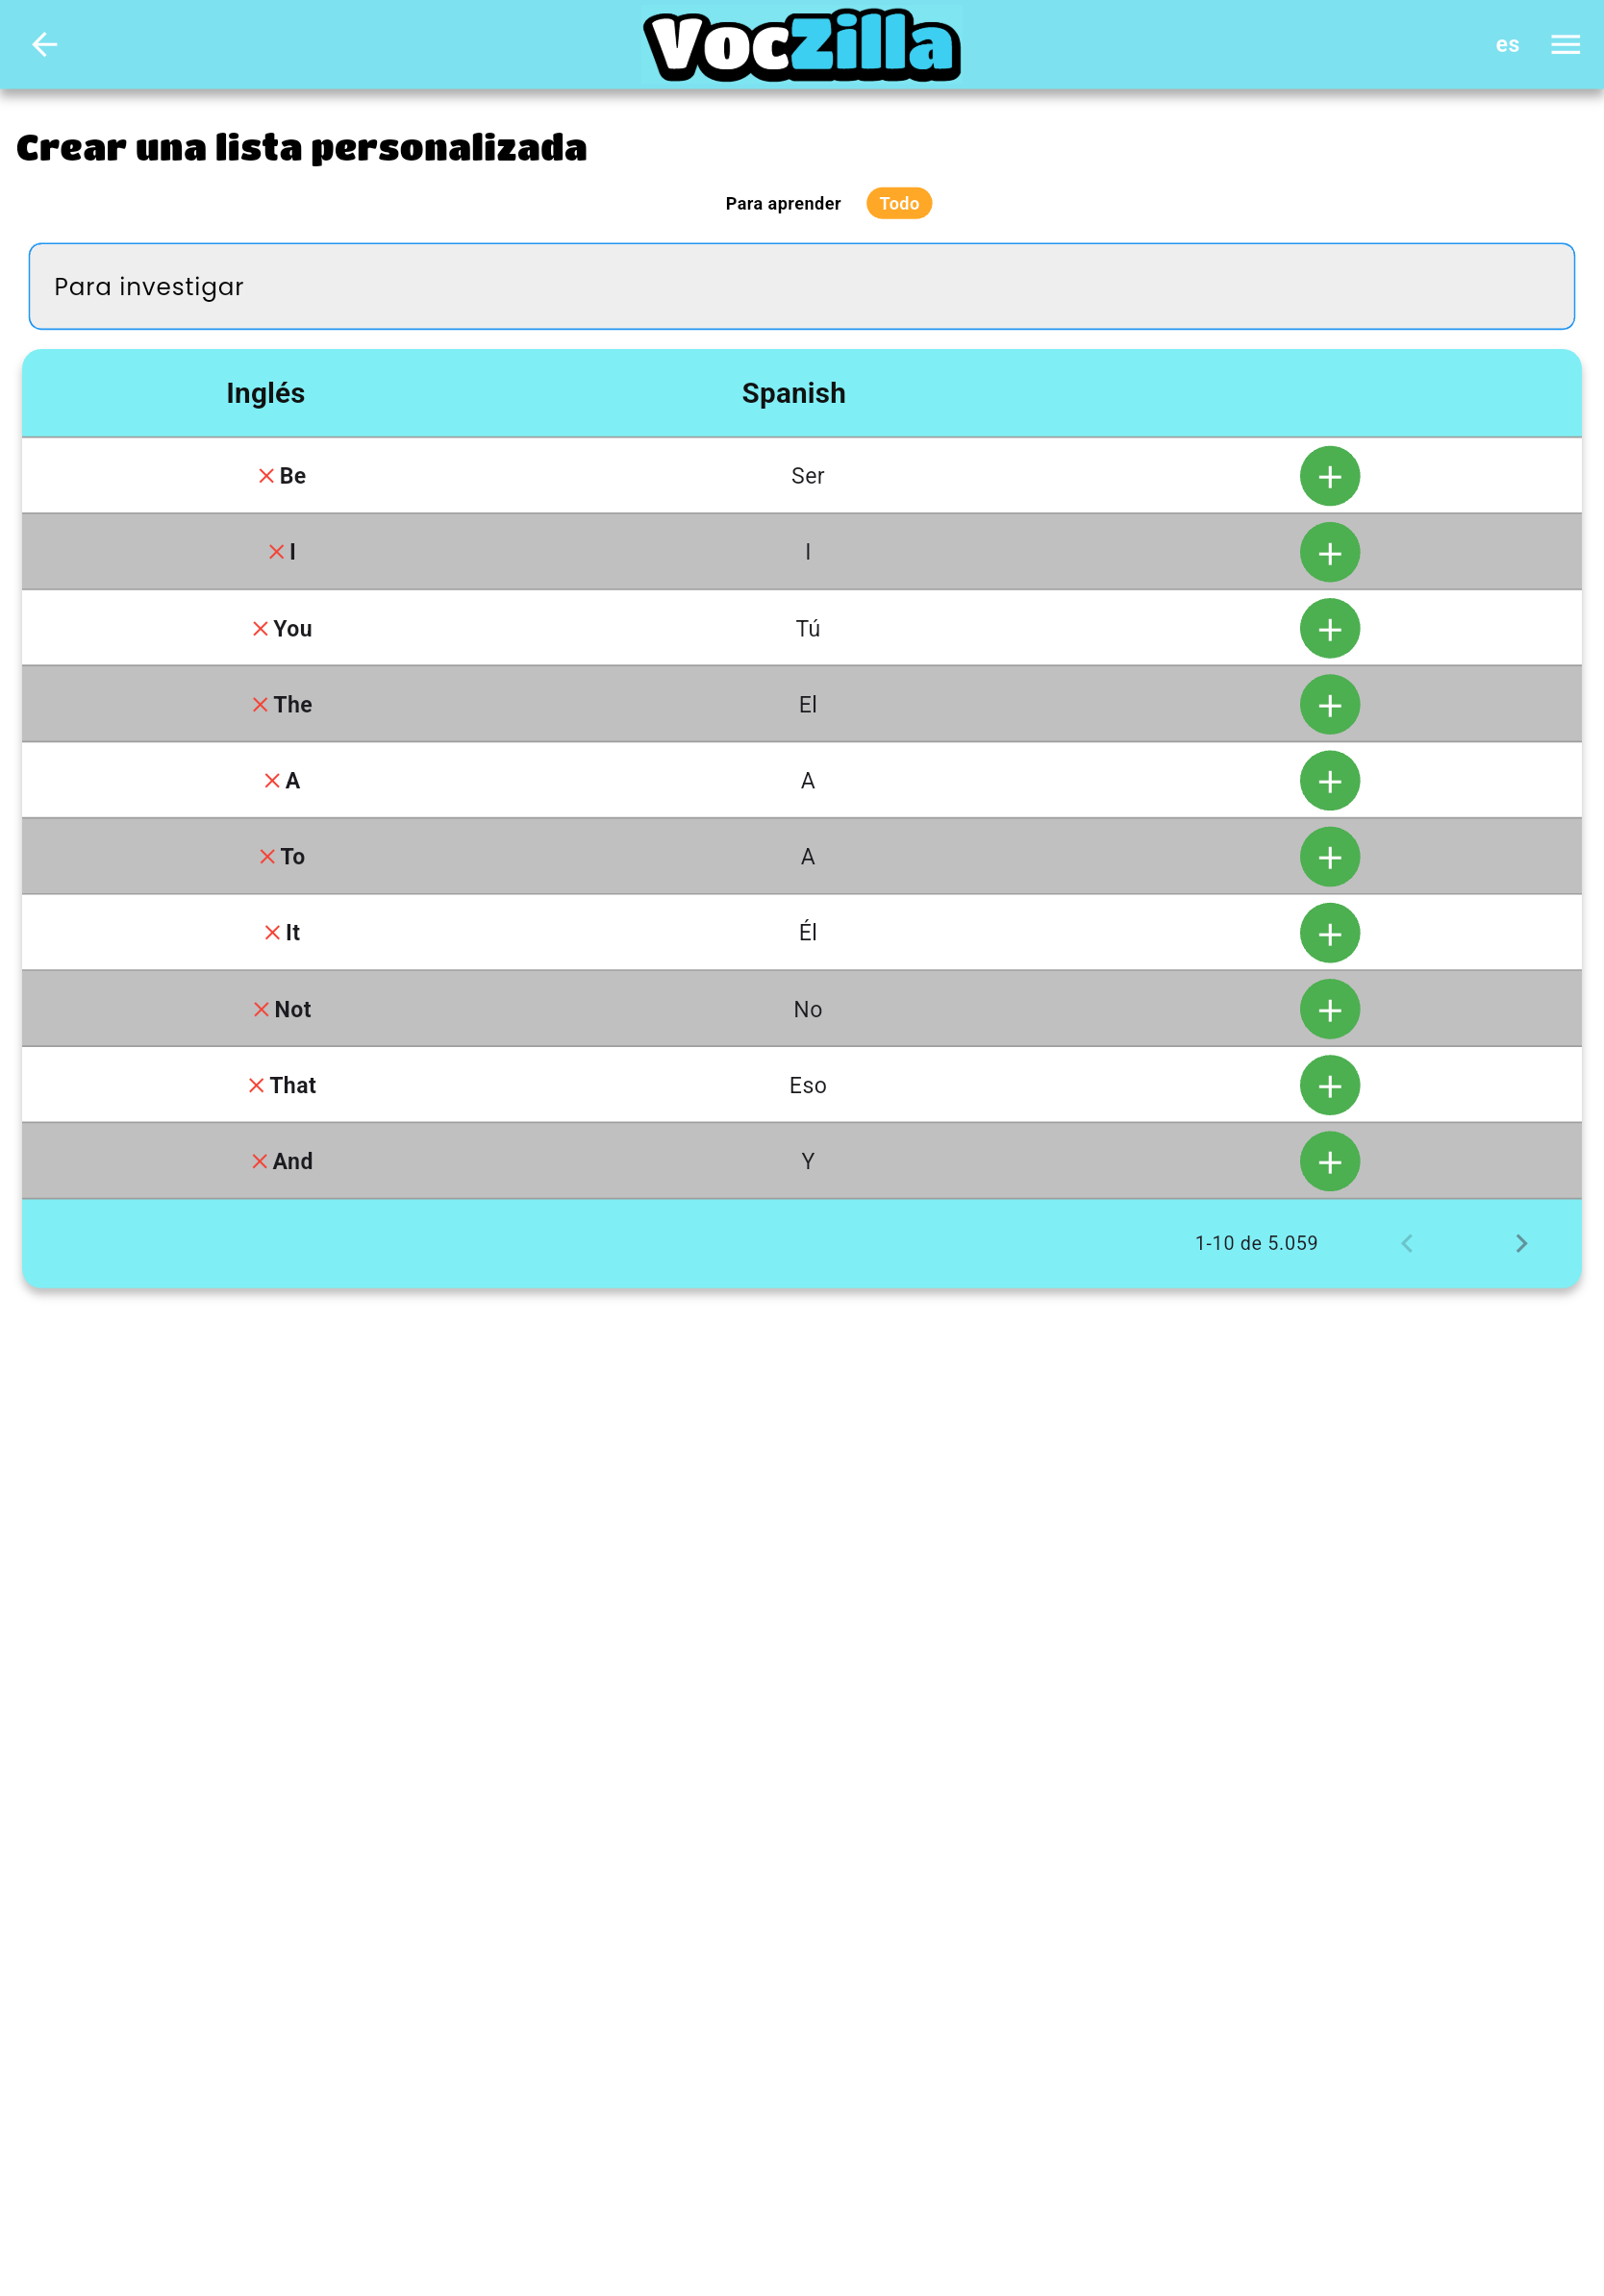 VocZilla
es
Crear una lista personalizada
Para aprender Todo
Para investigar
Inglés Spanish
Be Ser
I I
You Tú
The El
A A
To A
It Él
Not No
That Eso
And Y
1-10 de 5.059